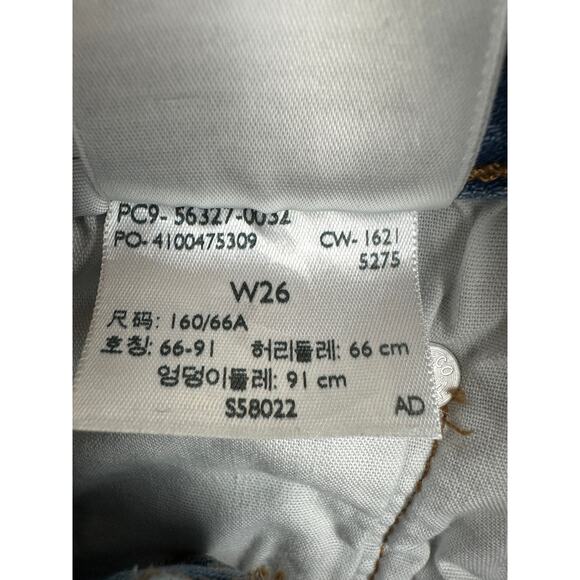 PC9- 56327-0032
PO- 4100475309 CW- 1621
5275
W26
尺码: 160/66A
호칭: 66-91 허리둘레: 66 cm
엉덩이둘레: 91 cm
S58022 AD